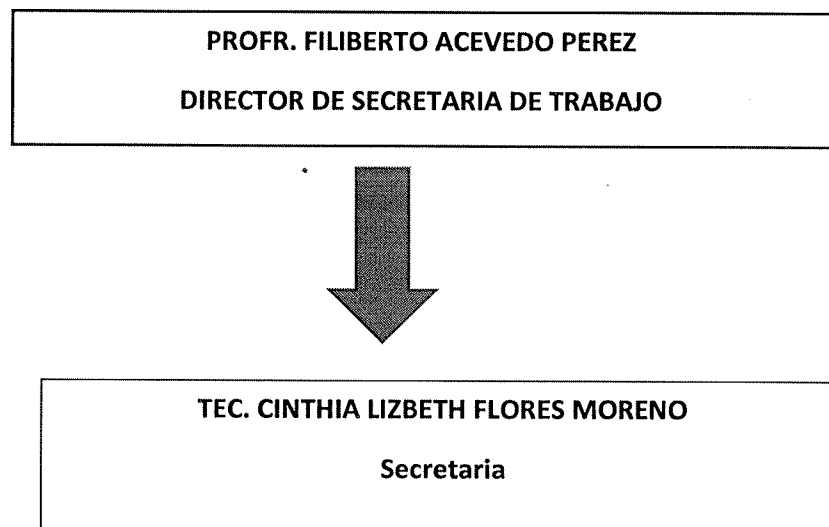 PROFR. FILIBERTO ACEVEDO PEREZ
DIRECTOR DE SECRETARIA DE TRABAJO
TEC. CINTHIA LIZBETH FLORES MORENO
Secretaria